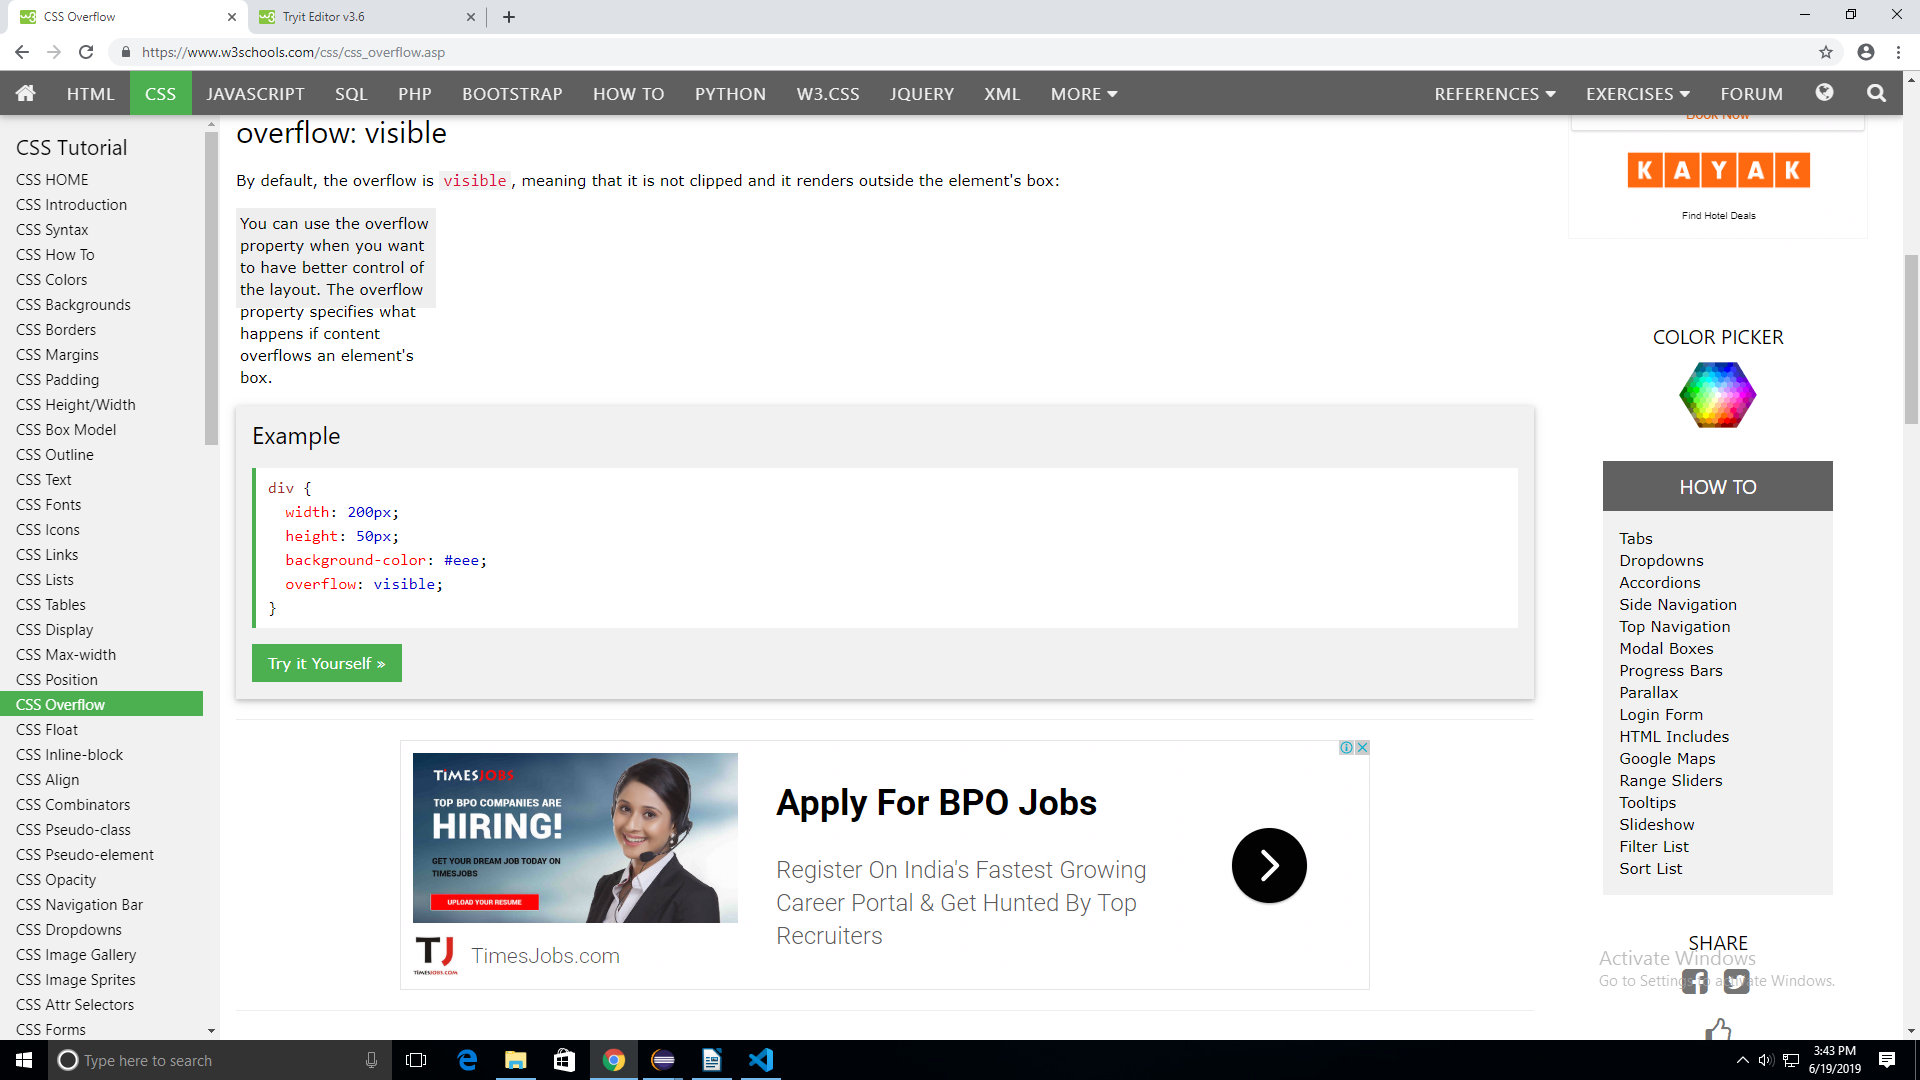 CSS Overflow
Tryit Editor v3.6
https://www.w3schools.com/css/css_overflow.asp
HTML
CSS
JAVASCRIPT
SQL
PHP
BOOTSTRAP
HOW TO
PYTHON
W3.CSS
JQUERY
XML
MORE
REFERENCES
EXERCISES
FORUM
CSS Tutorial
CSS HOME
CSS Introduction
CSS Syntax
CSS How To
CSS Colors
CSS Backgrounds
CSS Borders
CSS Margins
CSS Padding
CSS Height/Width
CSS Box Model
CSS Outline
CSS Text
CSS Fonts
CSS Icons
CSS Links
CSS Lists
CSS Tables
CSS Display
CSS Max-width
CSS Position
CSS Overflow
CSS Float
CSS Inline-block
CSS Align
CSS Combinators
CSS Pseudo-class
CSS Pseudo-element
CSS Opacity
CSS Navigation Bar
CSS Dropdowns
CSS Image Gallery
CSS Image Sprites
CSS Attr Selectors
CSS Forms
overflow: visible
By default, the overflow is visible, meaning that it is not clipped and it renders outside the element's box:
You can use the overflow
property when you want
to have better control of
the layout. The overflow
property specifies what
happens if content
overflows an element's
box.
Example
div {
width: 200px;
height: 50px;
background-color: #eee;
overflow: visible;
}
Try it Yourself »
TIMESJOBS
TOP BPO COMPANIES ARE
HIRING!
GET YOUR DREAM JOB TODAY ON
TIMESJOBS
UPLOAD YOUR RESUME
TJ
TIMESJOBS.COM
TimesJobs.com
Apply For BPO Jobs
Register On India's Fastest Growing
Career Portal & Get Hunted By Top
Recruiters
Book Now
KAYAK
Find Hotel Deals
COLOR PICKER
HOW TO
Tabs
Dropdowns
Accordions
Side Navigation
Top Navigation
Modal Boxes
Progress Bars
Parallax
Login Form
HTML Includes
Google Maps
Range Sliders
Tooltips
Slideshow
Filter List
Sort List
SHARE
Activate Windows
Go to Settings to activate Windows.
Type here to search
3:43 PM
6/19/2019